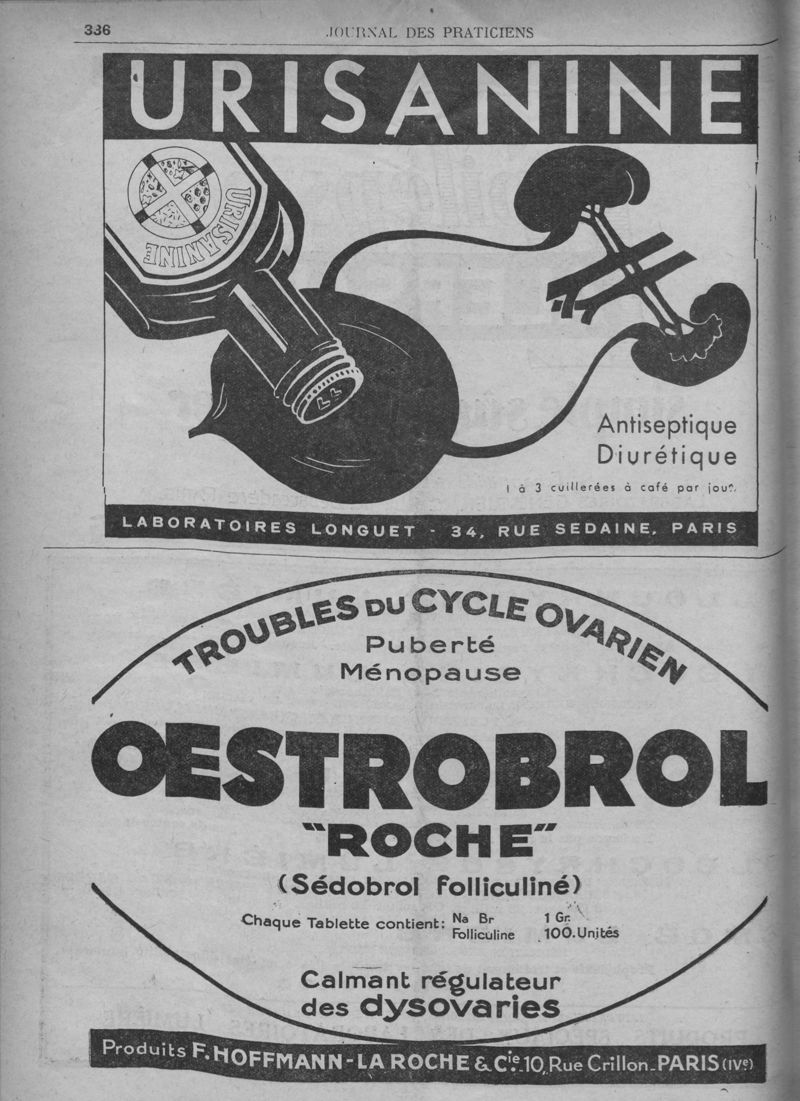 336
JOURNAL DES PRATICIENS
URISANINE
URISANINE
Antiseptique
Diurétique
1 à 3 cuillerées à café par jour.
LABORATOIRES LONGUET - 34, RUE SEDAINE, PARIS
TROUBLES DU CYCLE OVARIEN
Puberté
Ménopause
OESTROBROL
"ROCHE"
(Sédobrol Folliculiné)
Chaque Tablette contient: Na Br 1 Gr.
Folliculine 100 Unités
Calmant régulateur
des dysovaries
Produits F. HOFFMANN-LA ROCHE & Cie. 10, Rue Crillon_PARIS (IVe)